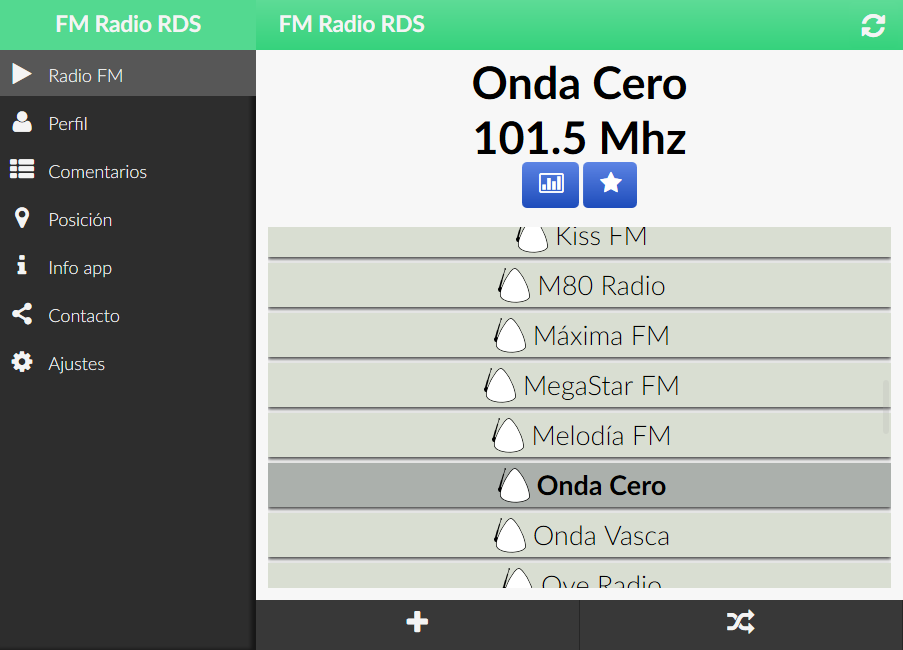 FM Radio RDS
Radio FM
Perfil
Comentarios
Posición
Info app
Contacto
Ajustes
FM Radio RDS
Onda Cero
101.5 Mhz
Kiss FM
M80 Radio
Máxima FM
MegaStar FM
Melodía FM
Onda Cero
Onda Vasca
Oye Radio